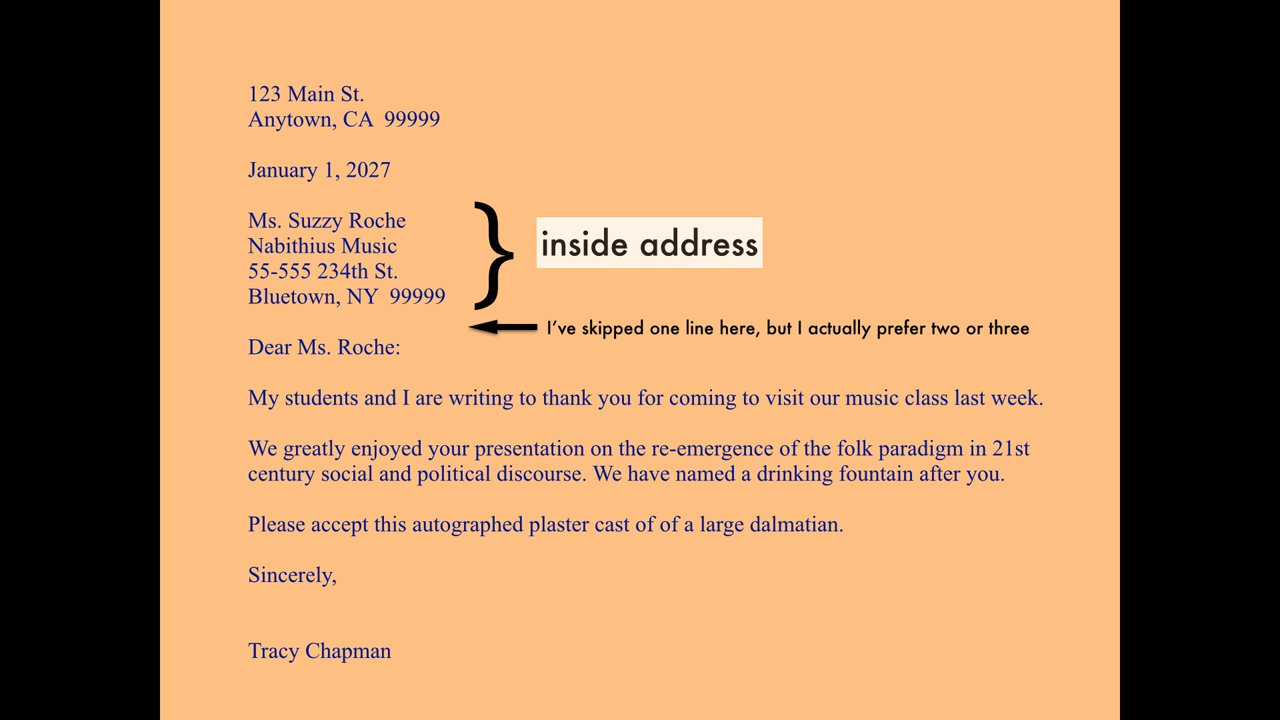 123 Main St.
Anytown, CA  99999
January 1, 2027
Ms. Suzzy Roche
Nabithius Music
55-555 234th St.
Bluetown, NY  99999
} inside address
I've skipped one line here, but I actually prefer two or three
Dear Ms. Roche:
My students and I are writing to thank you for coming to visit our music class last week.
We greatly enjoyed your presentation on the re-emergence of the folk paradigm in 21st
century social and political discourse. We have named a drinking fountain after you.
Please accept this autographed plaster cast of of a large dalmatian.
Sincerely,
Tracy Chapman